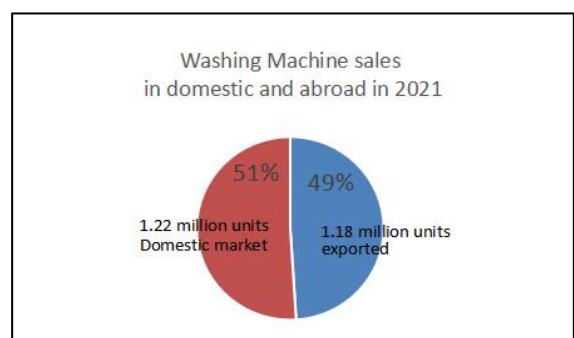 Washing Machine sales
in domestic and abroad in 2021
51%
49%
1.22 million units
Domestic market
1.18 million units
exported